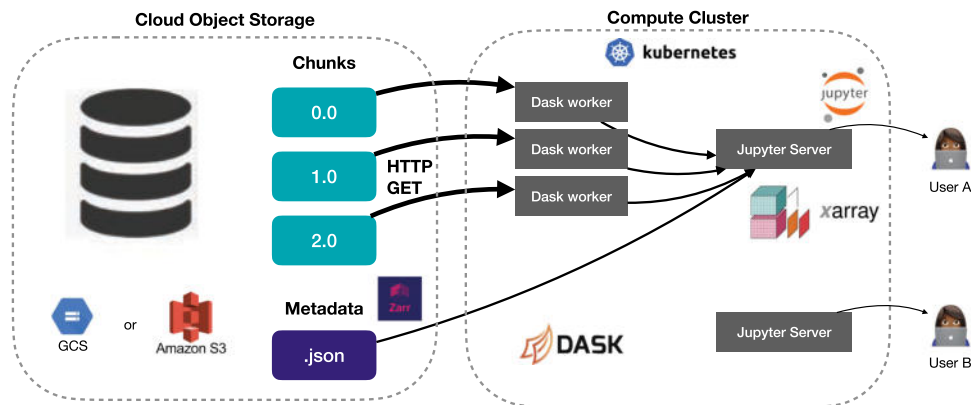 Cloud Object Storage
Compute Cluster
kubernetes
Chunks
jupyter
0.0
Dask worker
Dask worker
Jupyter Server
1.0
HTTP
GET
Dask worker
User A
xarray
2.0
Metadata
Zarr
GCS
or
Amazon S3
.json
DASK
Jupyter Server
User B